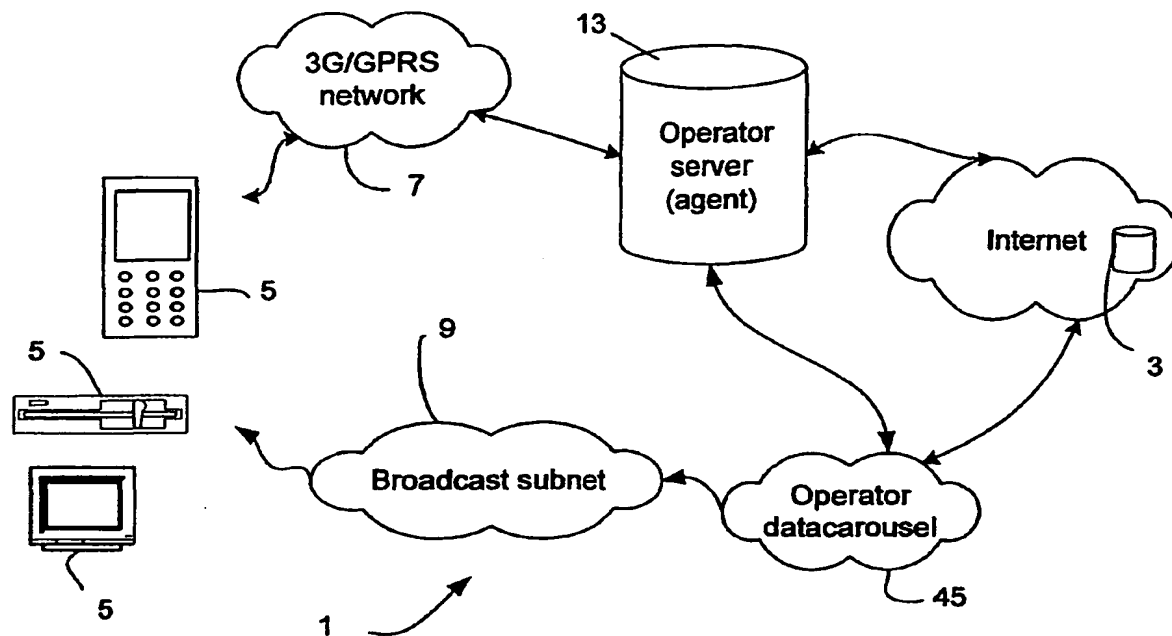 13
3G/GPRS
network
7
Operator
server
(agent)
Internet
3
5
5
9
Broadcast subnet
Operator
datacarousel
45
5
1